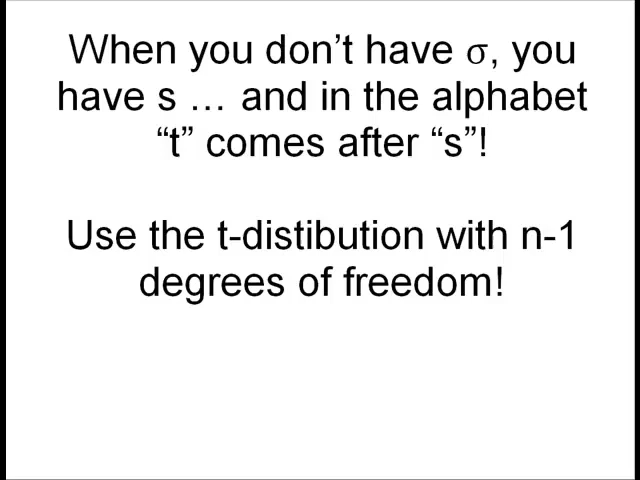 When you don’t have σ, you
have s … and in the alphabet
“t” comes after “s”!
Use the t-distibution with n-1
degrees of freedom!